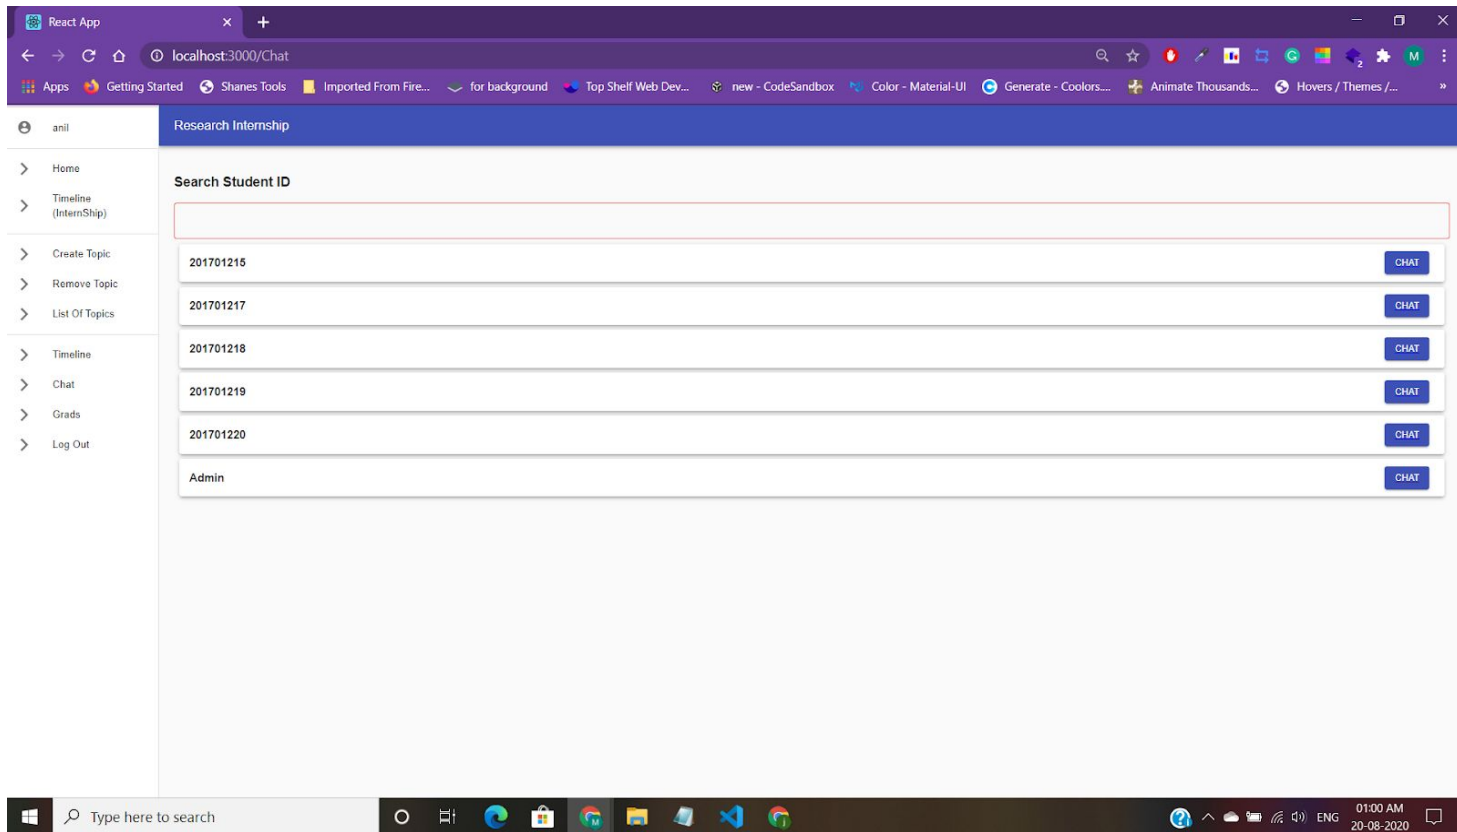 React App
localhost:3000/Chat
M
Apps Getting Started Shanes Tools Imported From Fire... for background Top Shelf Web Dev... new - CodeSandbox Color - Material-UI Generate - Coolors.... Animate Thousands... Hovers / Themes /... »
anil
Research Internship
Home
Timeline
(InternShip)
Create Topic
Remove Topic
List Of Topics
Timeline
Chat
Grads
Log Out
Search Student ID
201701215 CHAT
201701217 CHAT
201701218 CHAT
201701219 CHAT
201701220 CHAT
Admin CHAT
Type here to search
ENG
01:00 AM
20-08-2020